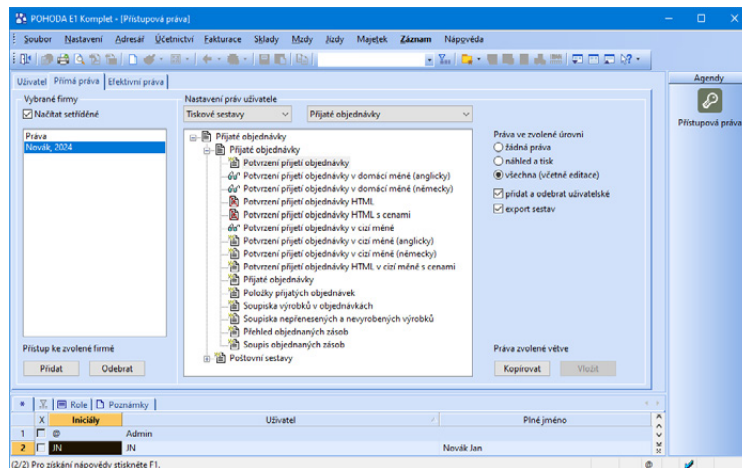 POHODA E1 Komplet - [Přístupová práva]
Soubor Nastavení Adresář Účetnictví Fakturace Sklady Mzdy Jízdy Majetek Záznam Nápověda
Uživatel Přímá práva Efektivní práva
Agendy
Přístupová práva
Vybrané firmy
Načítat setříděné
Práva
Novák, 2024
Přístup ke zvolené firmě
Přidat Odebrat
Nastavení práv uživatele
Tiskové sestavy Přijaté objednávky
Přijaté objednávky
Přijaté objednávky
Potvrzení přijetí objednávky
Potvrzení přijetí objednávky v domácí měně (anglicky)
Potvrzení přijetí objednávky v domácí měně (německy)
Potvrzení přijetí objednávky HTML
Potvrzení přijetí objednávky HTML s cenami
Potvrzení přijetí objednávky v cizí měně
Potvrzení přijetí objednávky v cizí měně (anglicky)
Potvrzení přijetí objednávky v cizí měně (německy)
Potvrzení přijetí objednávky HTML v cizí měně s cenami
Přijaté objednávky
Položky přijatých objednávek
Soupiska výrobků v objednávkách
Soupiska nepřenesených a nevyrobených výrobků
Přehled objednaných zásob
Soupis objednaných zásob
Poštovní sestavy
Práva ve zvolené úrovni
žádná práva
náhled a tisk
všechna (včetně editace)
přidat a odebrat uživatelské
export sestav
Práva zvolené větve
Kopírovat Vložit
Role Poznámky
X Iniciály Uživatel Plné jméno
1 @ Admin
2 JN JN Novák Jan
(2/2) Pro získání nápovědy stiskněte F1. @